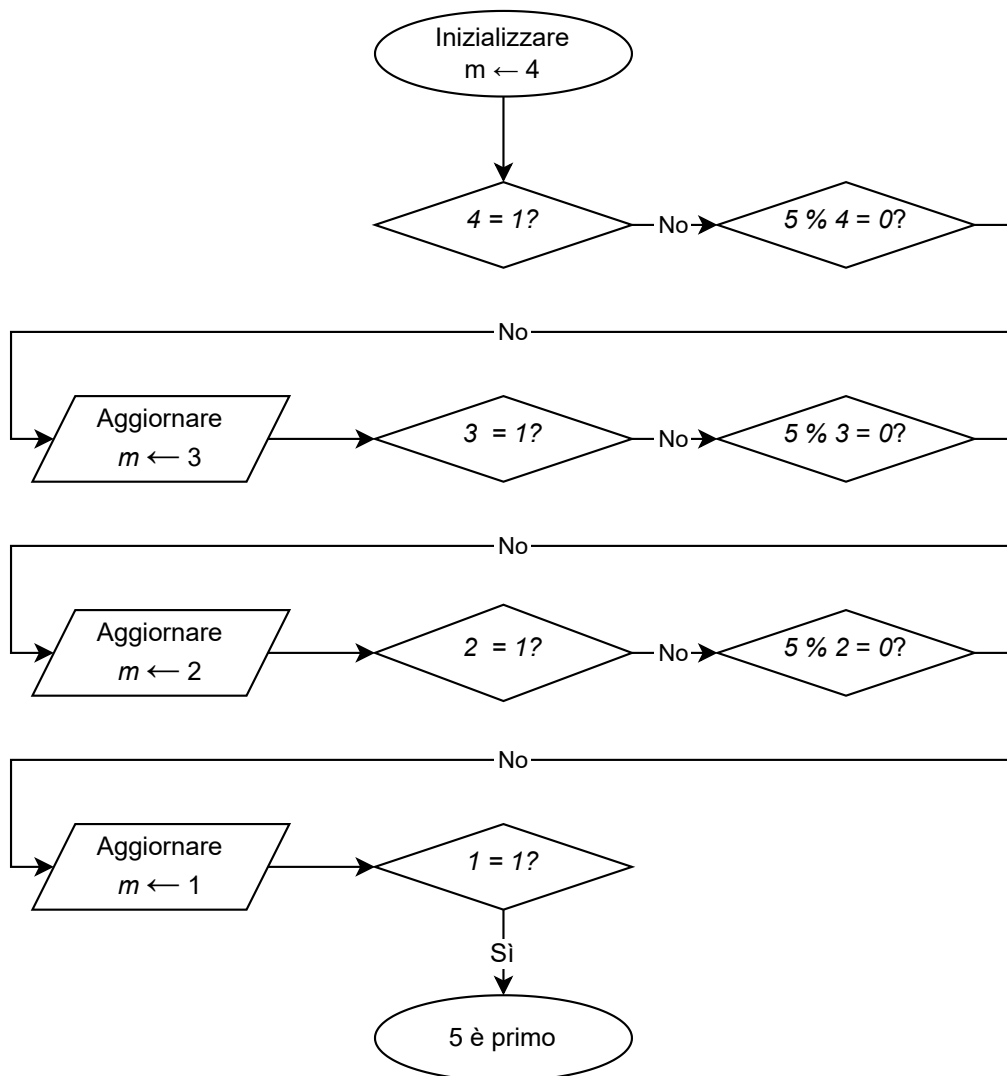 Inizializzare
m ← 4
4 = 1?
No
5 % 4 = 0?
No
Aggiornare
m ← 3
3 = 1?
No
5 % 3 = 0?
No
Aggiornare
m ← 2
2 = 1?
No
5 % 2 = 0?
No
Aggiornare
m ← 1
1 = 1?
Sì
5 è primo